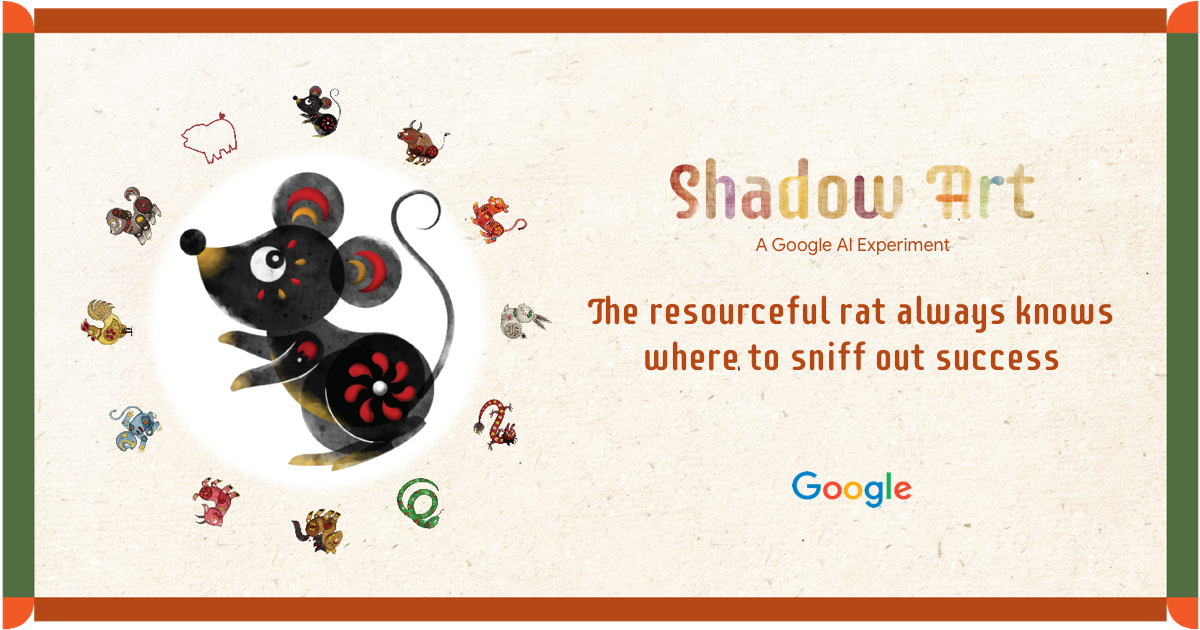 Shadow Art
A Google AI Experiment
The resourceful rat always knows
where to sniff out success
Google